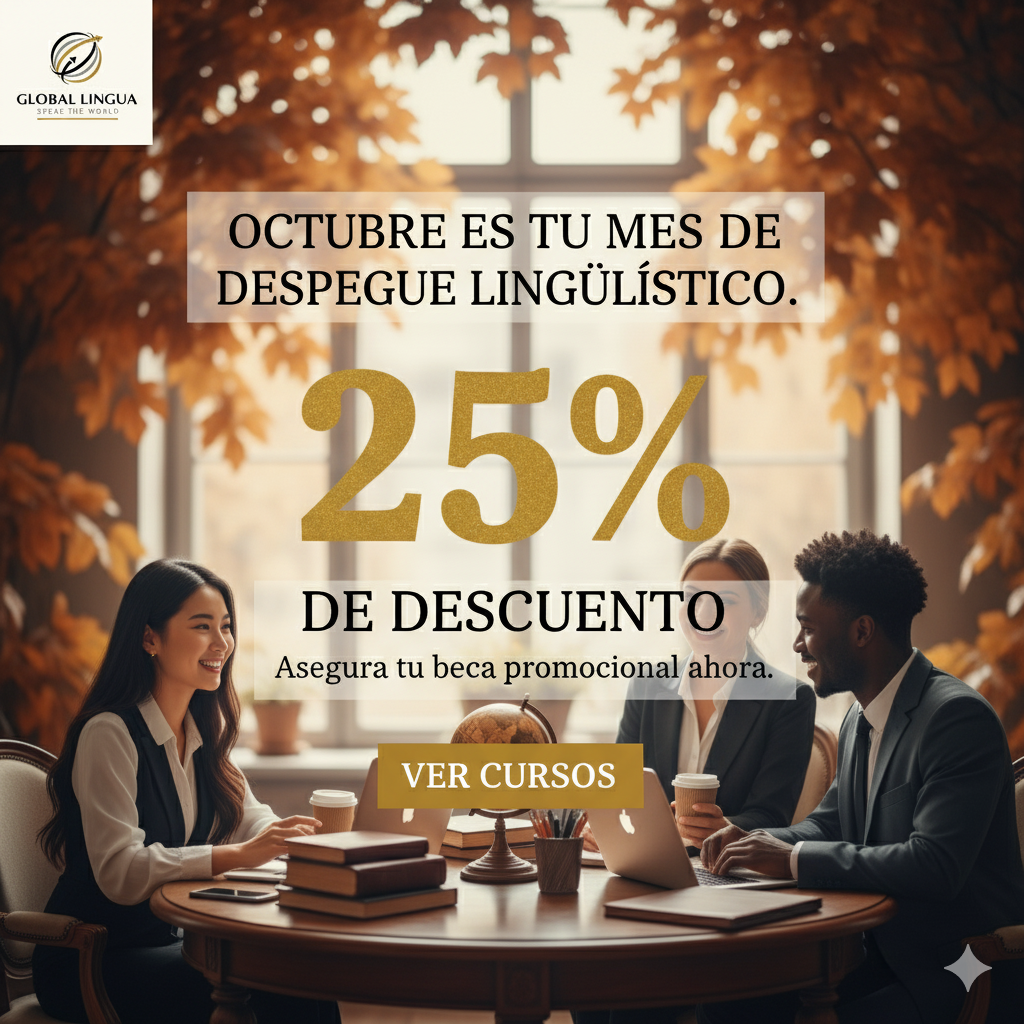 GLOBAL LINGUA
SPEAK THE WORLD
OCTUBRE ES TU MES DE
DESPEGUE LINGÜÍSTICO.
25%
DE DESCUENTO
Asegura tu beca promocional ahora.
VER CURSOS